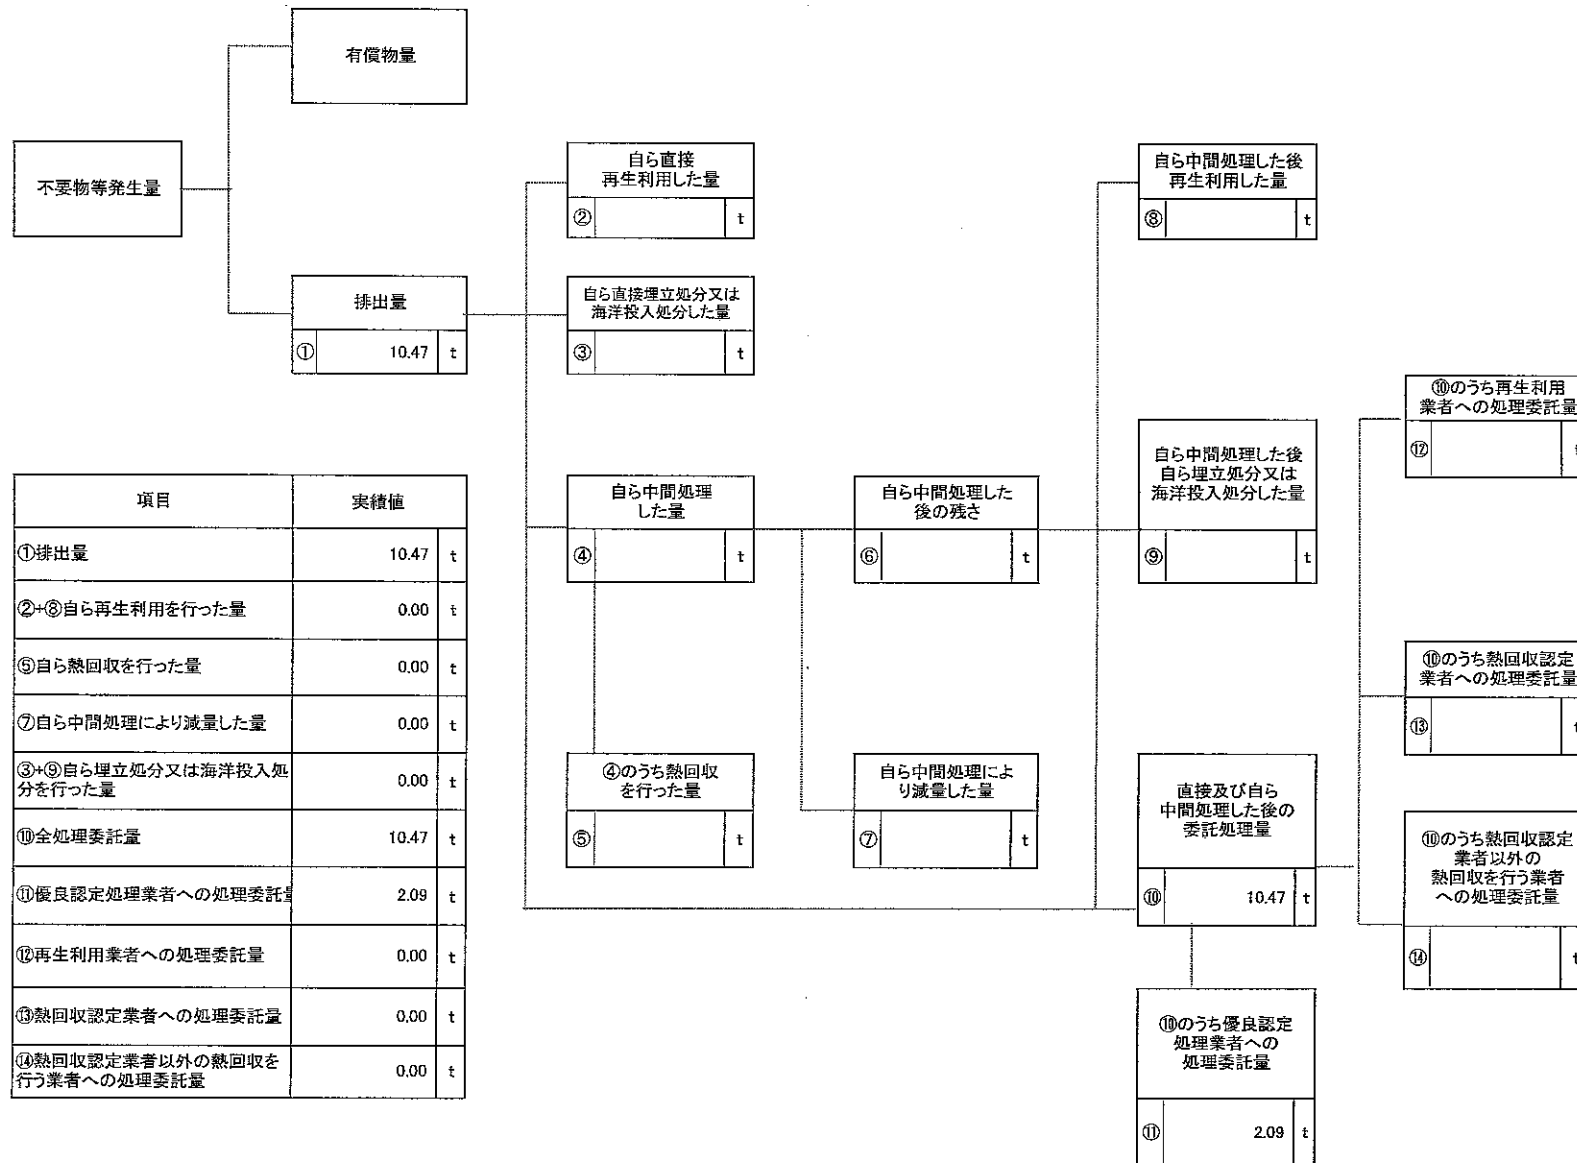 有償物量
不要物等発生量
排出量
① 10.47 t
自ら直接
再生利用した量
② t
自ら直接埋立処分又は
海洋投入処分した量
③ t
自ら中間処理
した量
④ t
④のうち熱回収
を行った量
⑤ t
自ら中間処理した
後の残さ
⑥ t
自ら中間処理によ
り減量した量
⑦ t
自ら中間処理した後
再生利用した量
⑧ t
自ら中間処理した後
自ら埋立処分又は
海洋投入処分した量
⑨ t
直接及び自ら
中間処理した後の
委託処理量
⑩ 10.47 t
⑩のうち優良認定
処理業者への
処理委託量
⑪ 2.09 t
⑩のうち再生利用
業者への処理委託量
⑫ t
⑩のうち熱回収認定
業者への処理委託量
⑬ t
⑩のうち熱回収認定
業者以外の
熱回収を行う業者
への処理委託量
⑭ t
項目 実績値
①排出量 10.47 t
②+⑧自ら再生利用を行った量 0.00 t
⑤自ら熱回収を行った量 0.00 t
⑦自ら中間処理により減量した量 0.00 t
③+⑨自ら埋立処分又は海洋投入処
分を行った量 0.00 t
⑩全処理委託量 10.47 t
⑪優良認定処理業者への処理委託量 2.09 t
⑫再生利用業者への処理委託量 0.00 t
⑬熱回収認定業者への処理委託量 0.00 t
⑭熱回収認定業者以外の熱回収を
行う業者への処理委託量 0.00 t